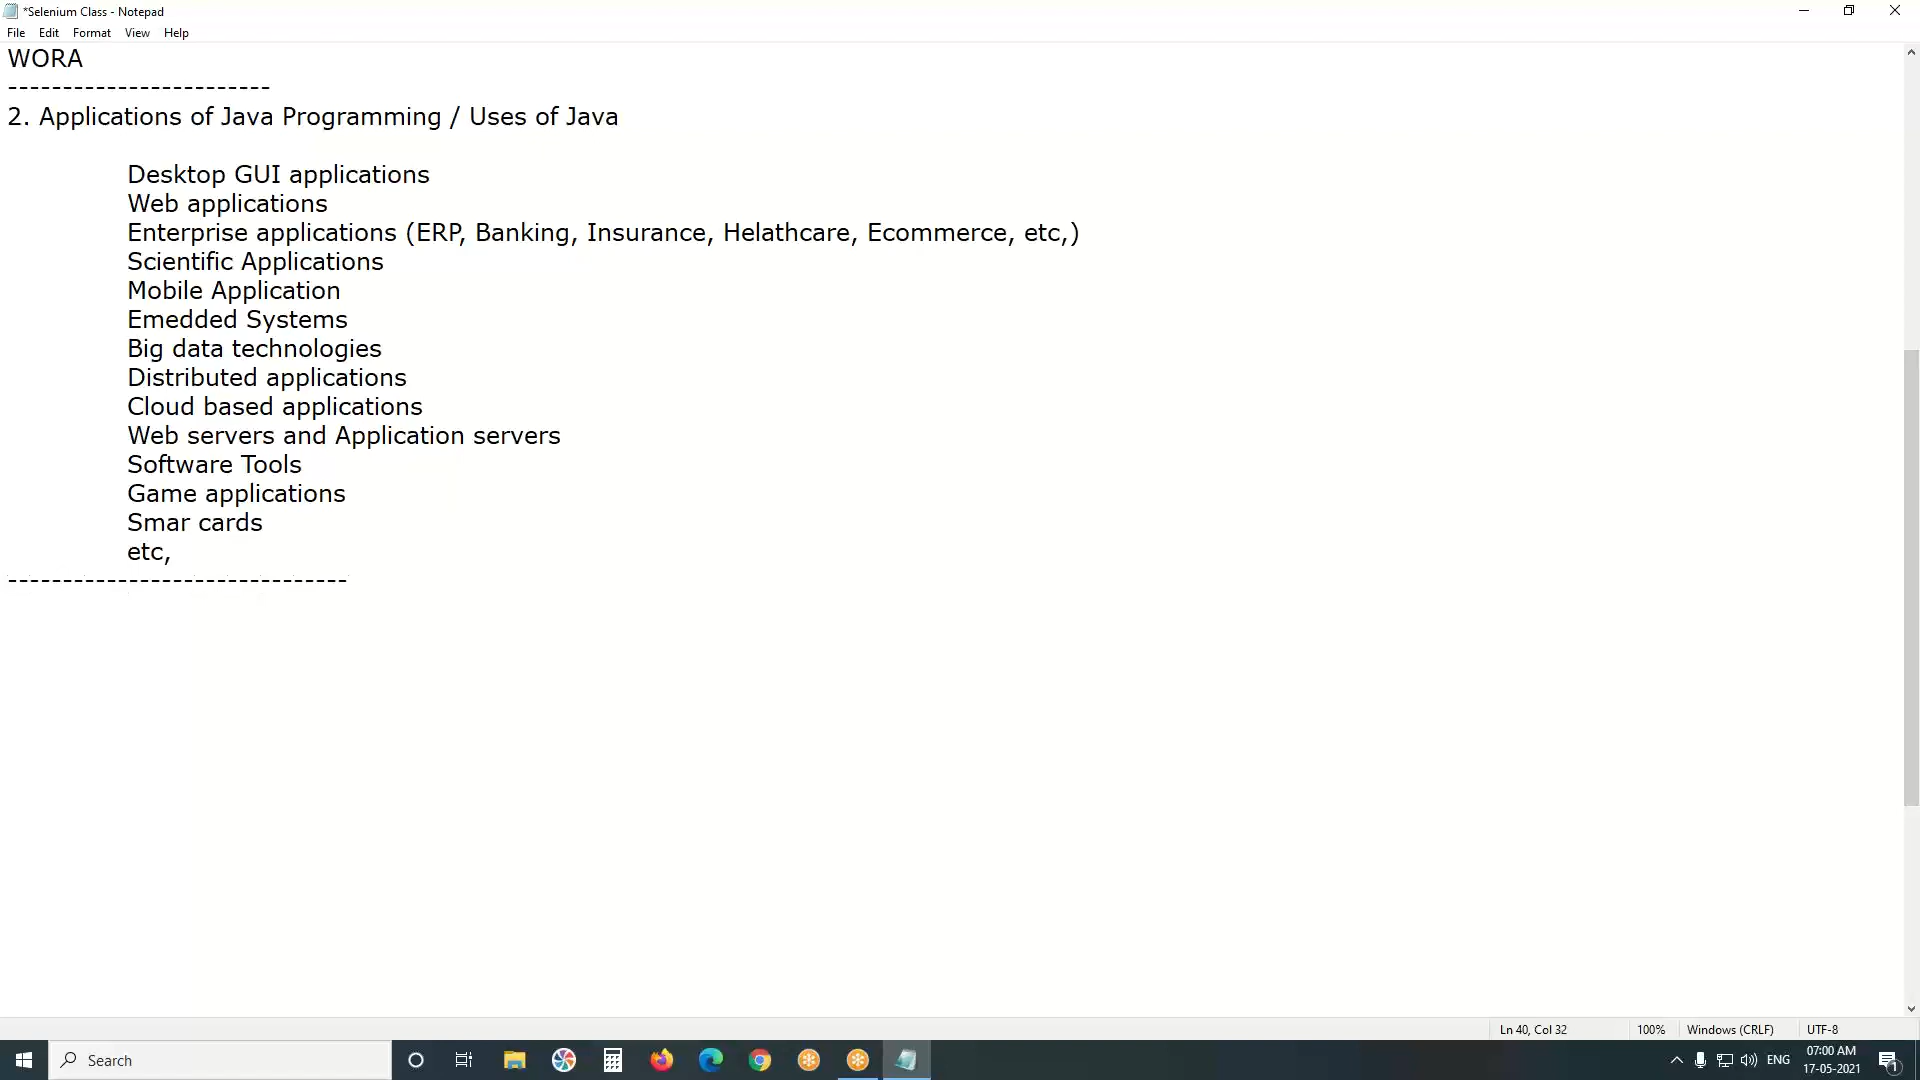 *Selenium Class - Notepad
File Edit Format View Help
WORA
------------------------
2. Applications of Java Programming / Uses of Java
Desktop GUI applications
Web applications
Enterprise applications (ERP, Banking, Insurance, Helathcare, Ecommerce, etc,)
Scientific Applications
Mobile Application
Emedded Systems
Big data technologies
Distributed applications
Cloud based applications
Web servers and Application servers
Software Tools
Game applications
Smar cards
etc,
-------------------------------
Ln 40, Col 32 100% Windows (CRLF) UTF-8
Search ENG 07:00 AM
17-05-2021 1